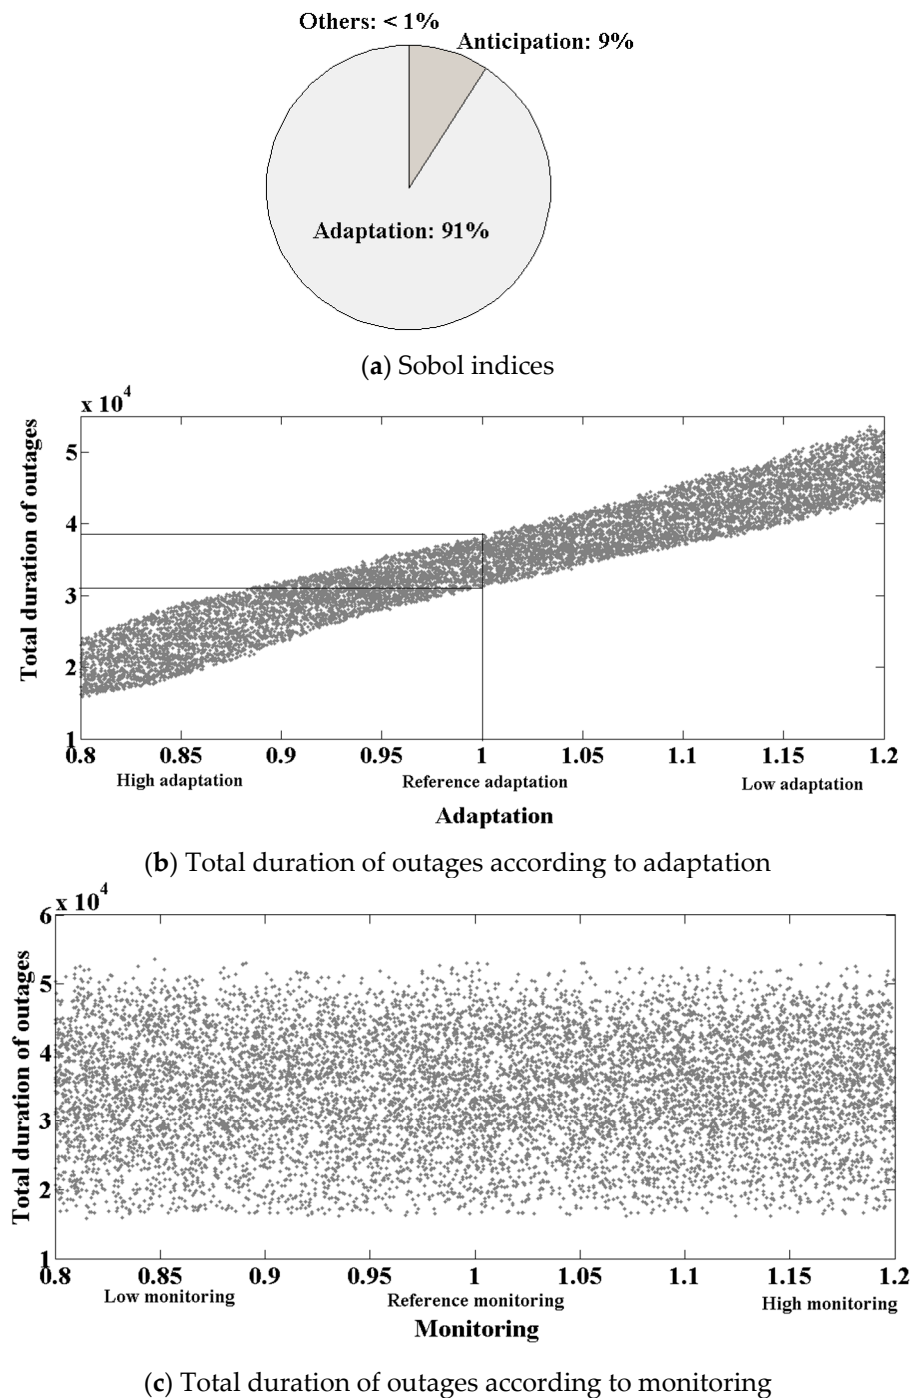 Others: < 1%
Anticipation: 9%
Adaptation: 91%
(a) Sobol indices
x 10^4
Total duration of outages
5
4
3
2
1
0.8 0.85 0.9 0.95 1 1.05 1.1 1.15 1.2
High adaptation Reference adaptation Low adaptation
Adaptation
(b) Total duration of outages according to adaptation
x 10^4
Total duration of outages
6
5
4
3
2
1
0.8 0.85 0.9 0.95 1 1.05 1.1 1.15 1.2
Low monitoring Reference monitoring High monitoring
Monitoring
(c) Total duration of outages according to monitoring